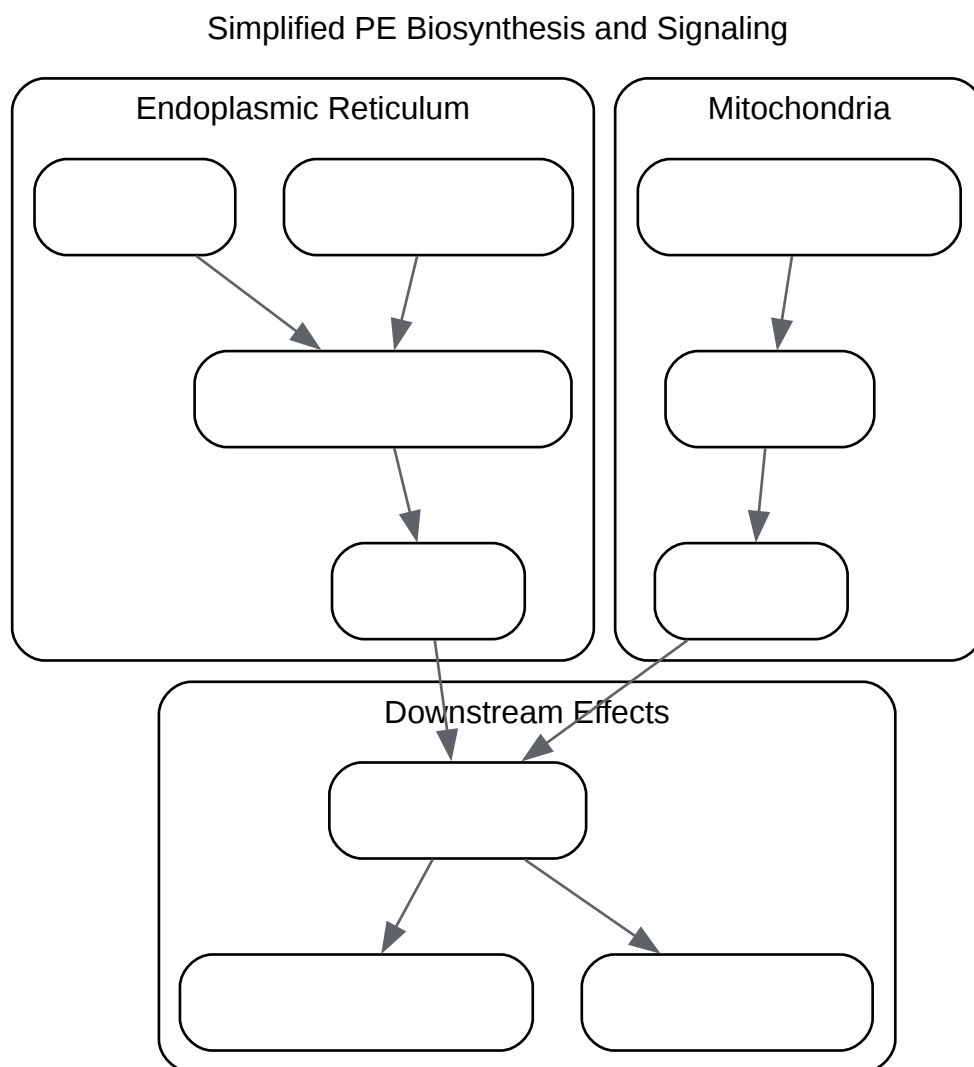 Simplified PE Biosynthesis and Signaling
Endoplasmic Reticulum
Mitochondria
Downstream Effects